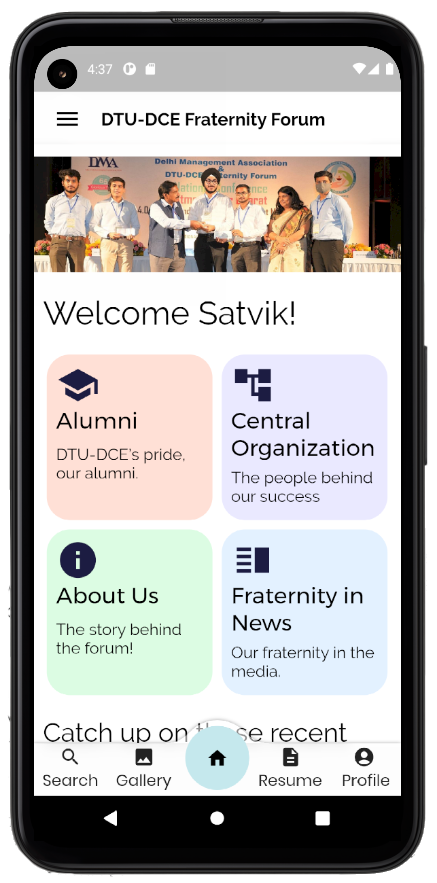 4:37
DTU-DCE Fraternity Forum
DMA
Delhi Management Association
&
DTU-DCE Fraternity Forum
Conference
Welcome Satvik!
Alumni
DTU-DCE's pride,
our alumni.
Central
Organization
The people behind
our success
About Us
The story behind
the forum!
Fraternity in
News
Our fraternity in the
media.
Catch up on these recent
Search
Gallery
Resume
Profile